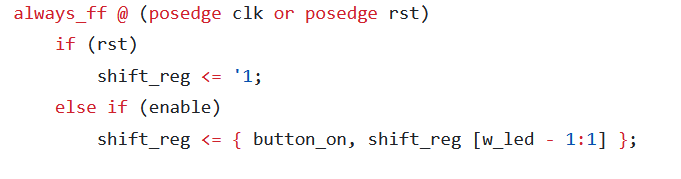 always_ff @ (posedge clk or posedge rst)
    if (rst)
        shift_reg <= '1;
    else if (enable)
        shift_reg <= { button_on, shift_reg [w_led - 1:1] };